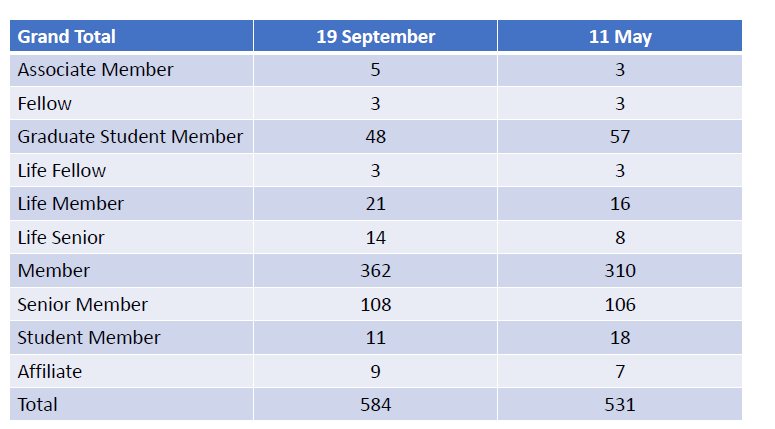 Grand Total 19 September 11 May
Associate Member 5 3
Fellow 3 3
Graduate Student Member 48 57
Life Fellow 3 3
Life Member 21 16
Life Senior 14 8
Member 362 310
Senior Member 108 106
Student Member 11 18
Affiliate 9 7
Total 584 531